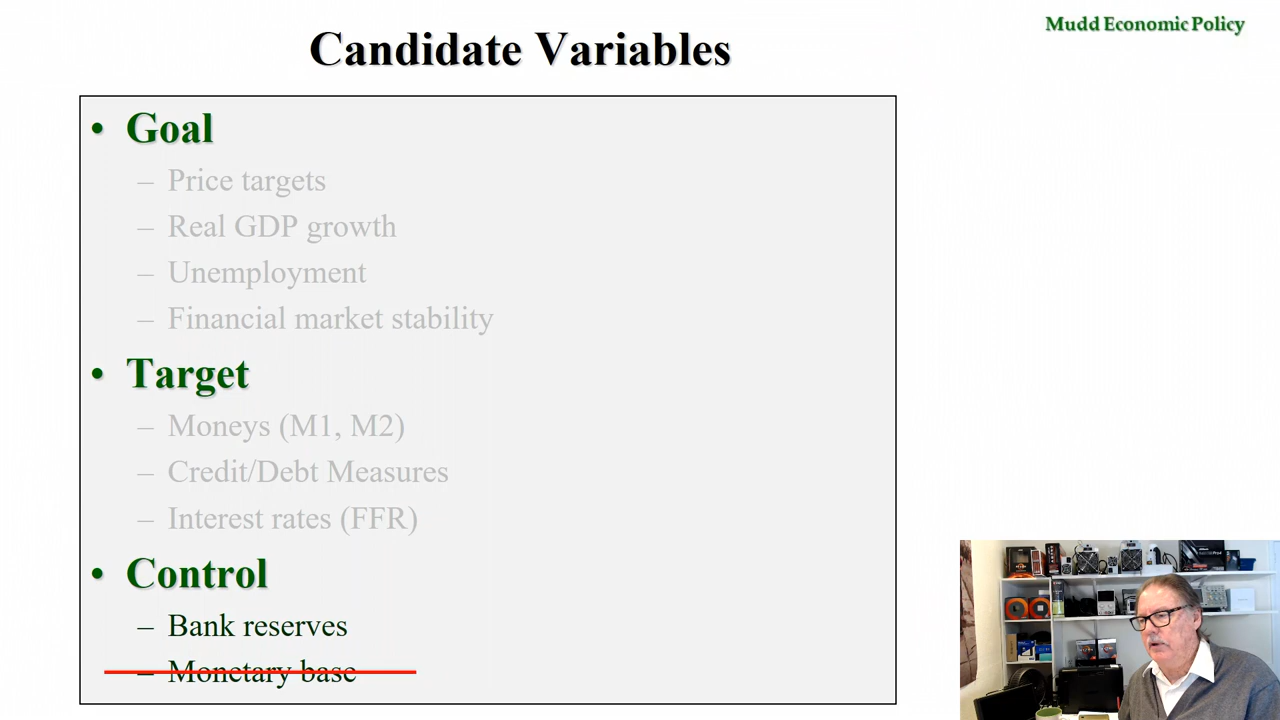 Candidate Variables
Mudd Economic Policy
• Goal
– Price targets
– Real GDP growth
– Unemployment
– Financial market stability
• Target
– Moneys (M1, M2)
– Credit/Debt Measures
– Interest rates (FFR)
• Control
– Bank reserves
– Monetary base